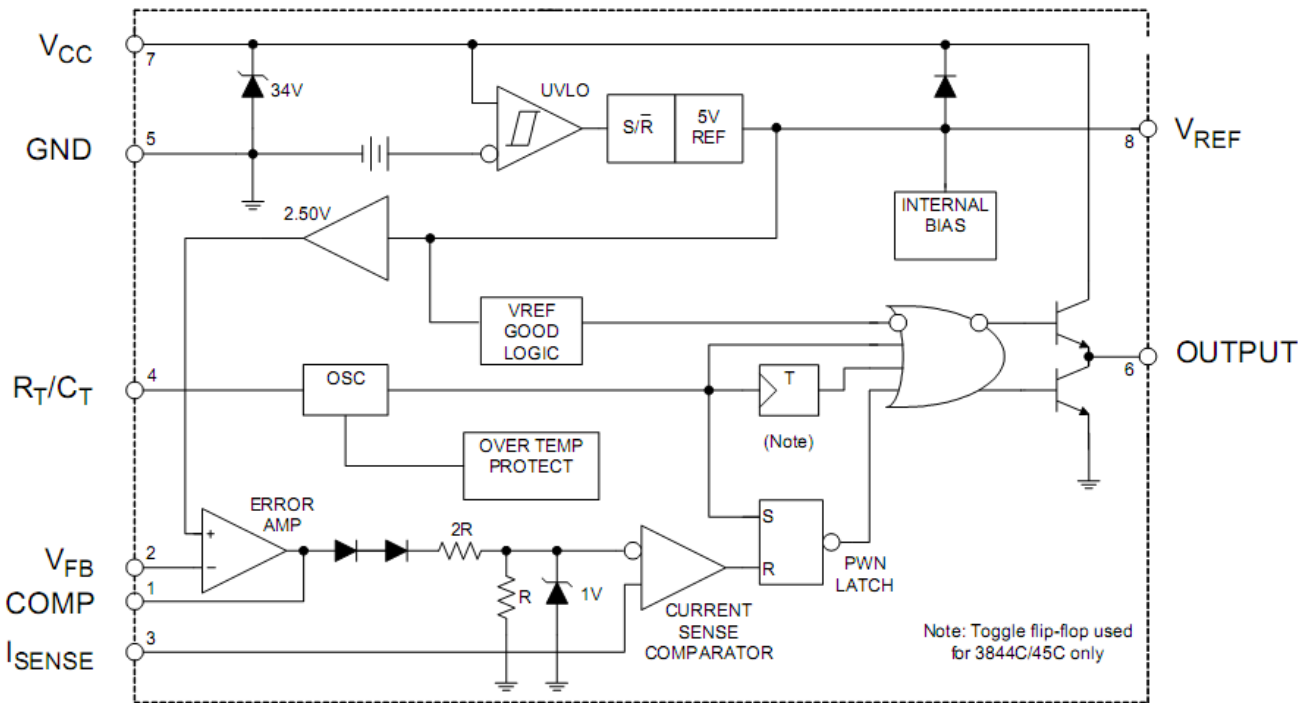 VCC
7
34V
UVLO
S/R̅
5V
REF
GND
5
8
VREF
2.50V
INTERNAL
BIAS
VREF
GOOD
LOGIC
RT/CT
4
OSC
T
(Note)
6
OUTPUT
OVER TEMP
PROTECT
ERROR
AMP
+
−
VFB
2
COMP
1
2R
R
1V
S
R
PWN
LATCH
CURRENT
SENSE
COMPARATOR
ISENSE
3
Note: Toggle flip-flop used
for 3844C/45C only